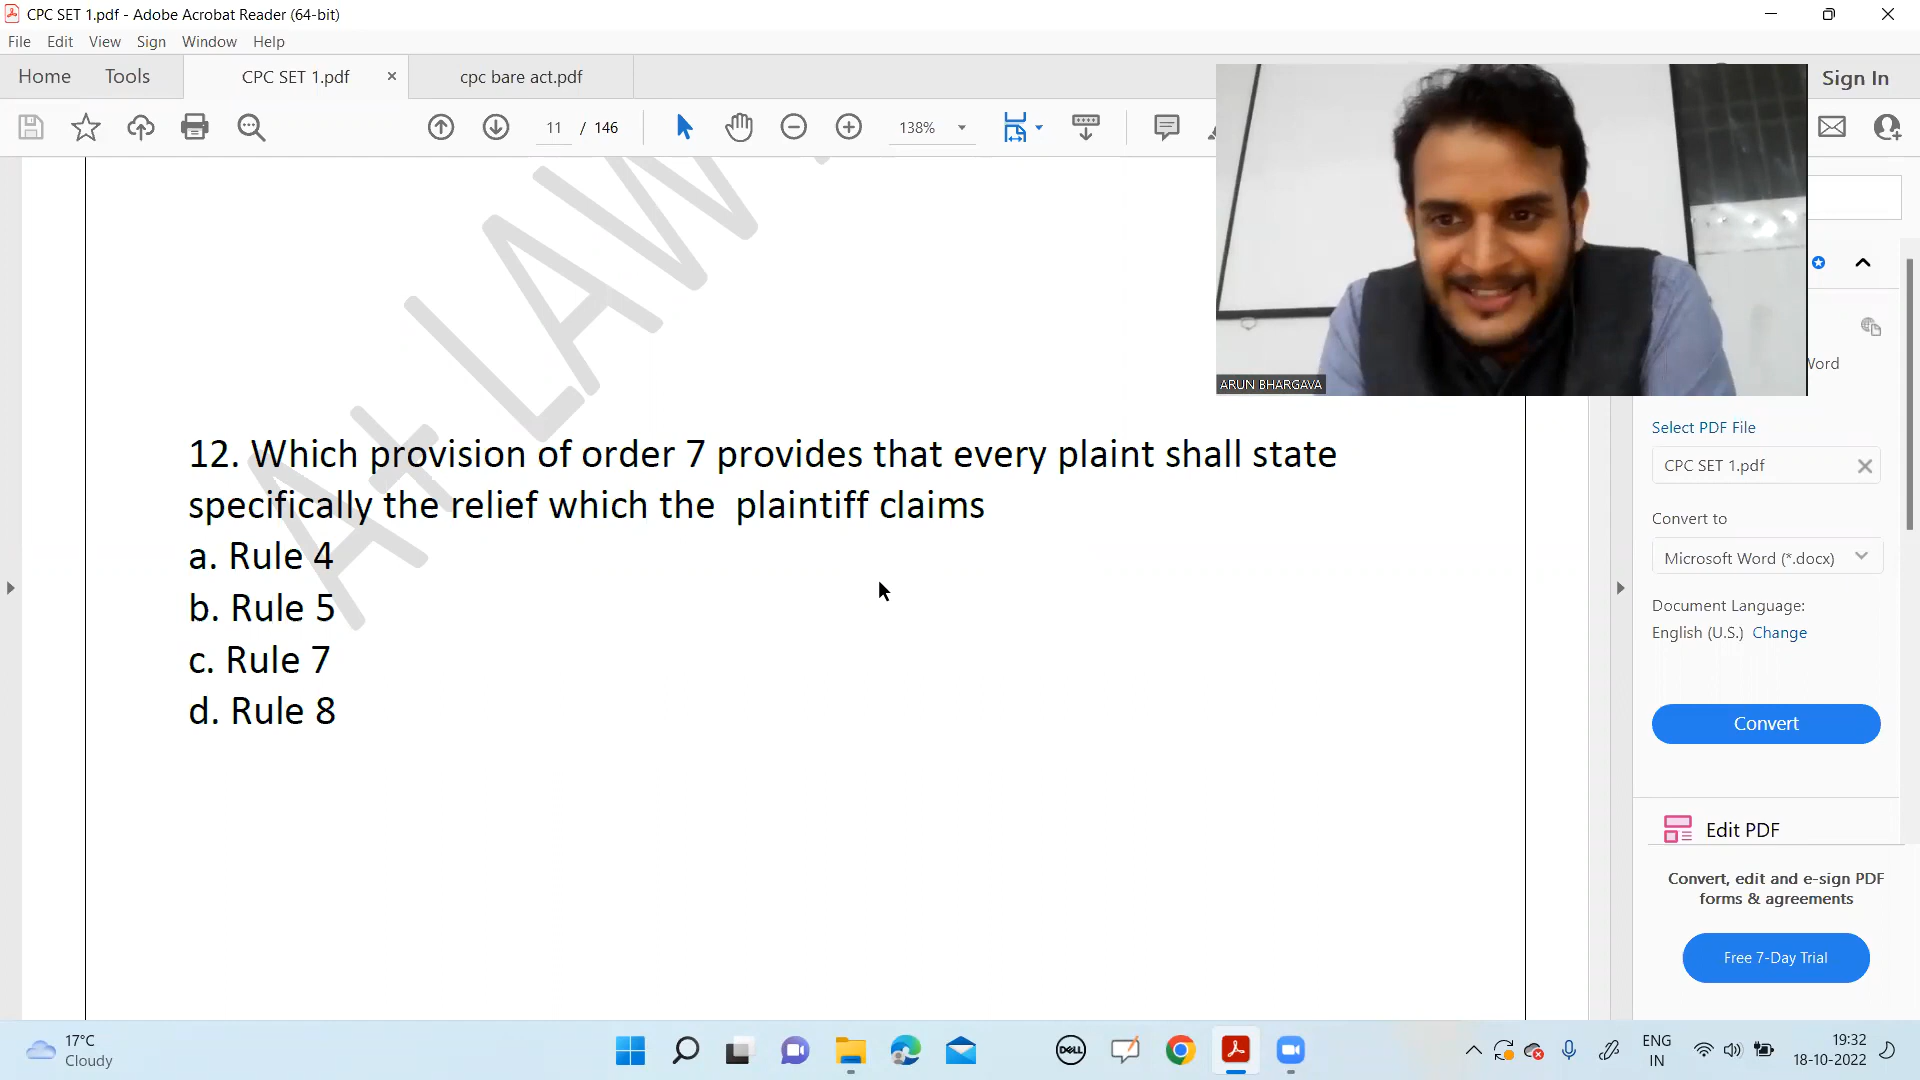 CPC SET 1.pdf - Adobe Acrobat Reader (64-bit)
File Edit View Sign Window Help
Home Tools CPC SET 1.pdf cpc bare act.pdf Sign In
11 / 146 138%
A+ LAW
ARUN BHARGAVA
Word
Select PDF File
CPC SET 1.pdf
Convert to
Microsoft Word (*.docx)
Document Language:
English (U.S.) Change
Convert
Edit PDF
Convert, edit and e-sign PDF
forms & agreements
Free 7-Day Trial
12. Which provision of order 7 provides that every plaint shall state
specifically the relief which the plaintiff claims
a. Rule 4
b. Rule 5
c. Rule 7
d. Rule 8
17°C
Cloudy
DELL
ENG
IN
19:32
18-10-2022